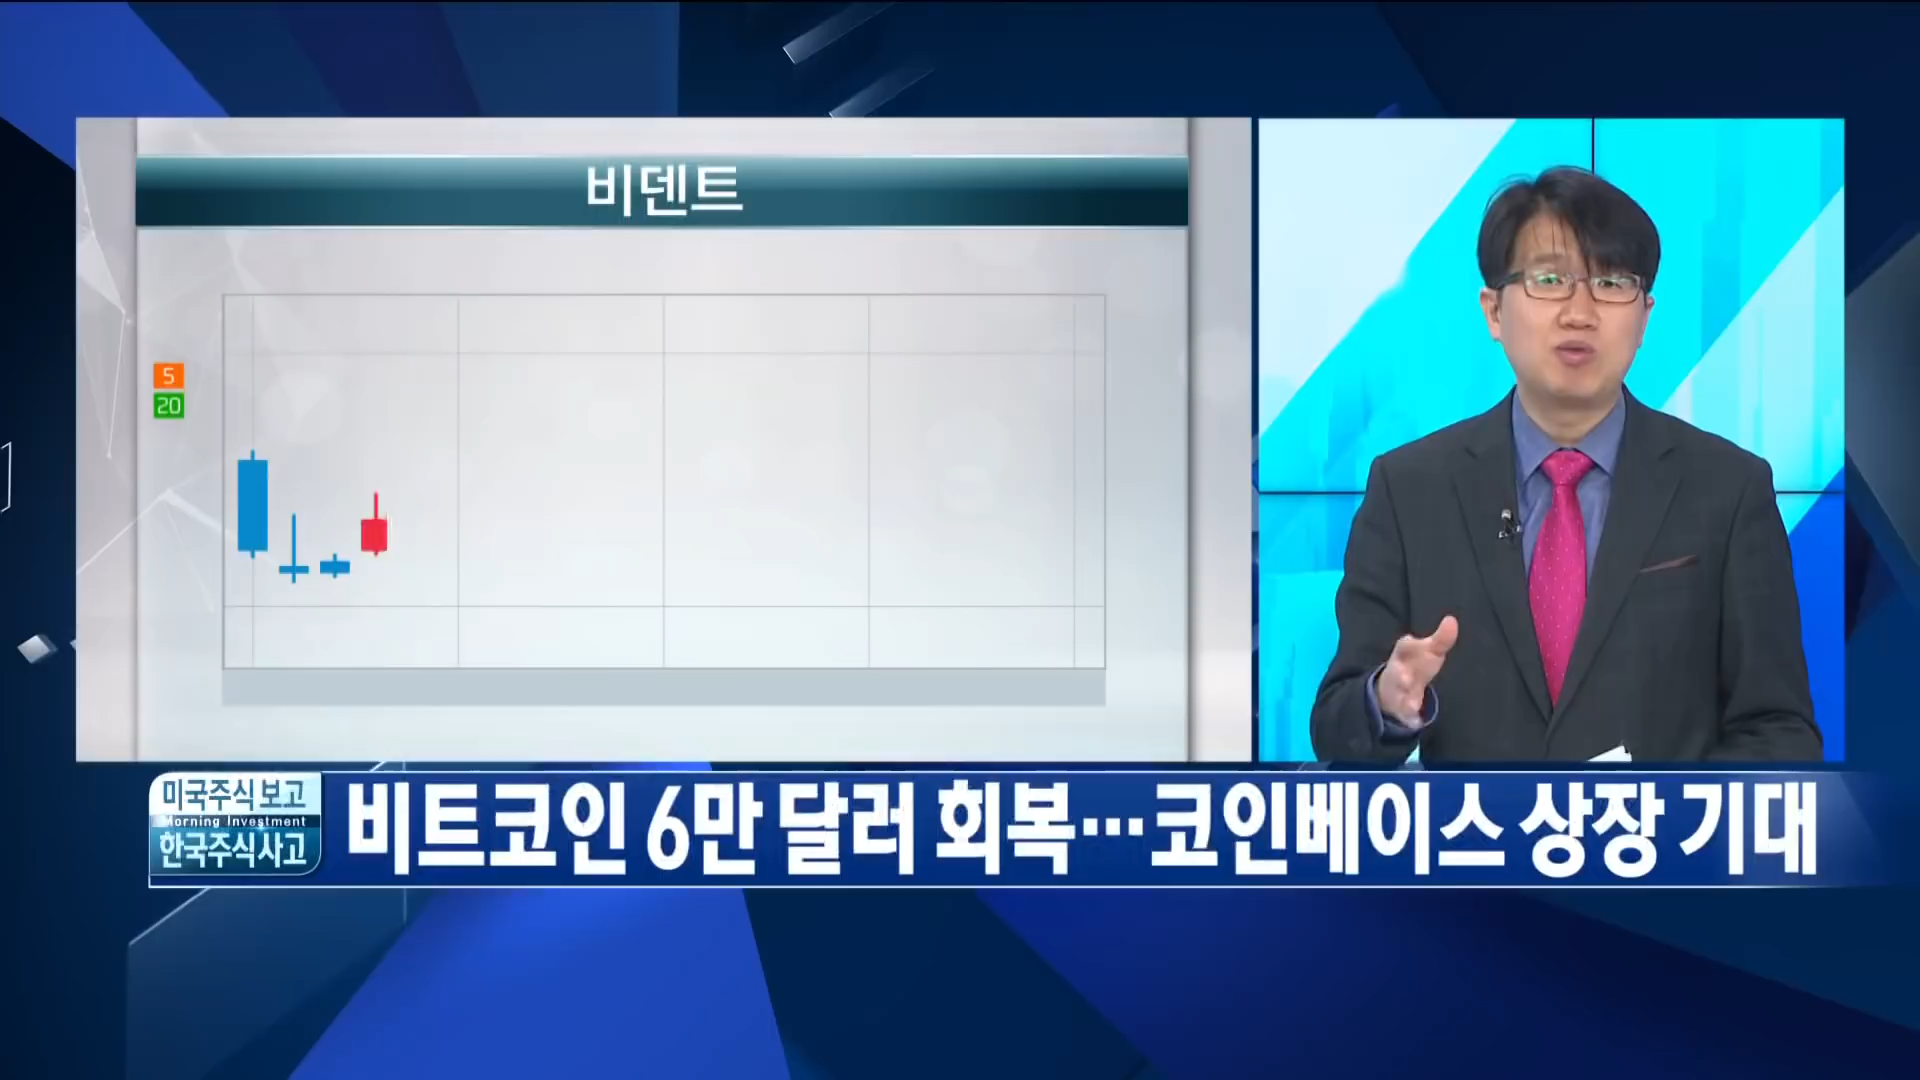 비덴트
5
20
미국주식 보고
Morning Investment
한국주식 사고
비트코인 6만 달러 회복…코인베이스 상장 기대